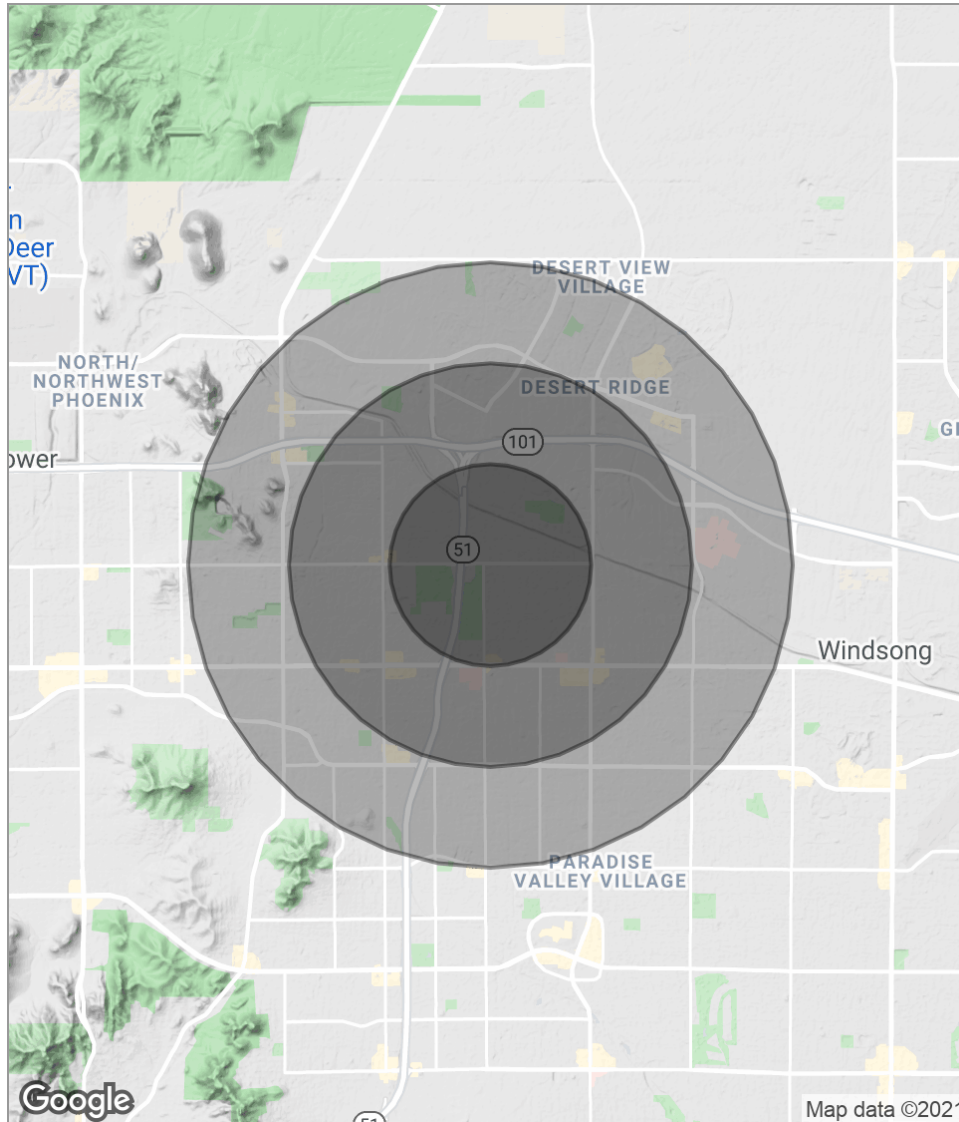 n
Deer
VT)
DESERT VIEW
VILLAGE
NORTH/
NORTHWEST
PHOENIX
DESERT RIDGE
101
ower
51
Windsong
PARADISE
VALLEY VILLAGE
Google
Map data ©2021